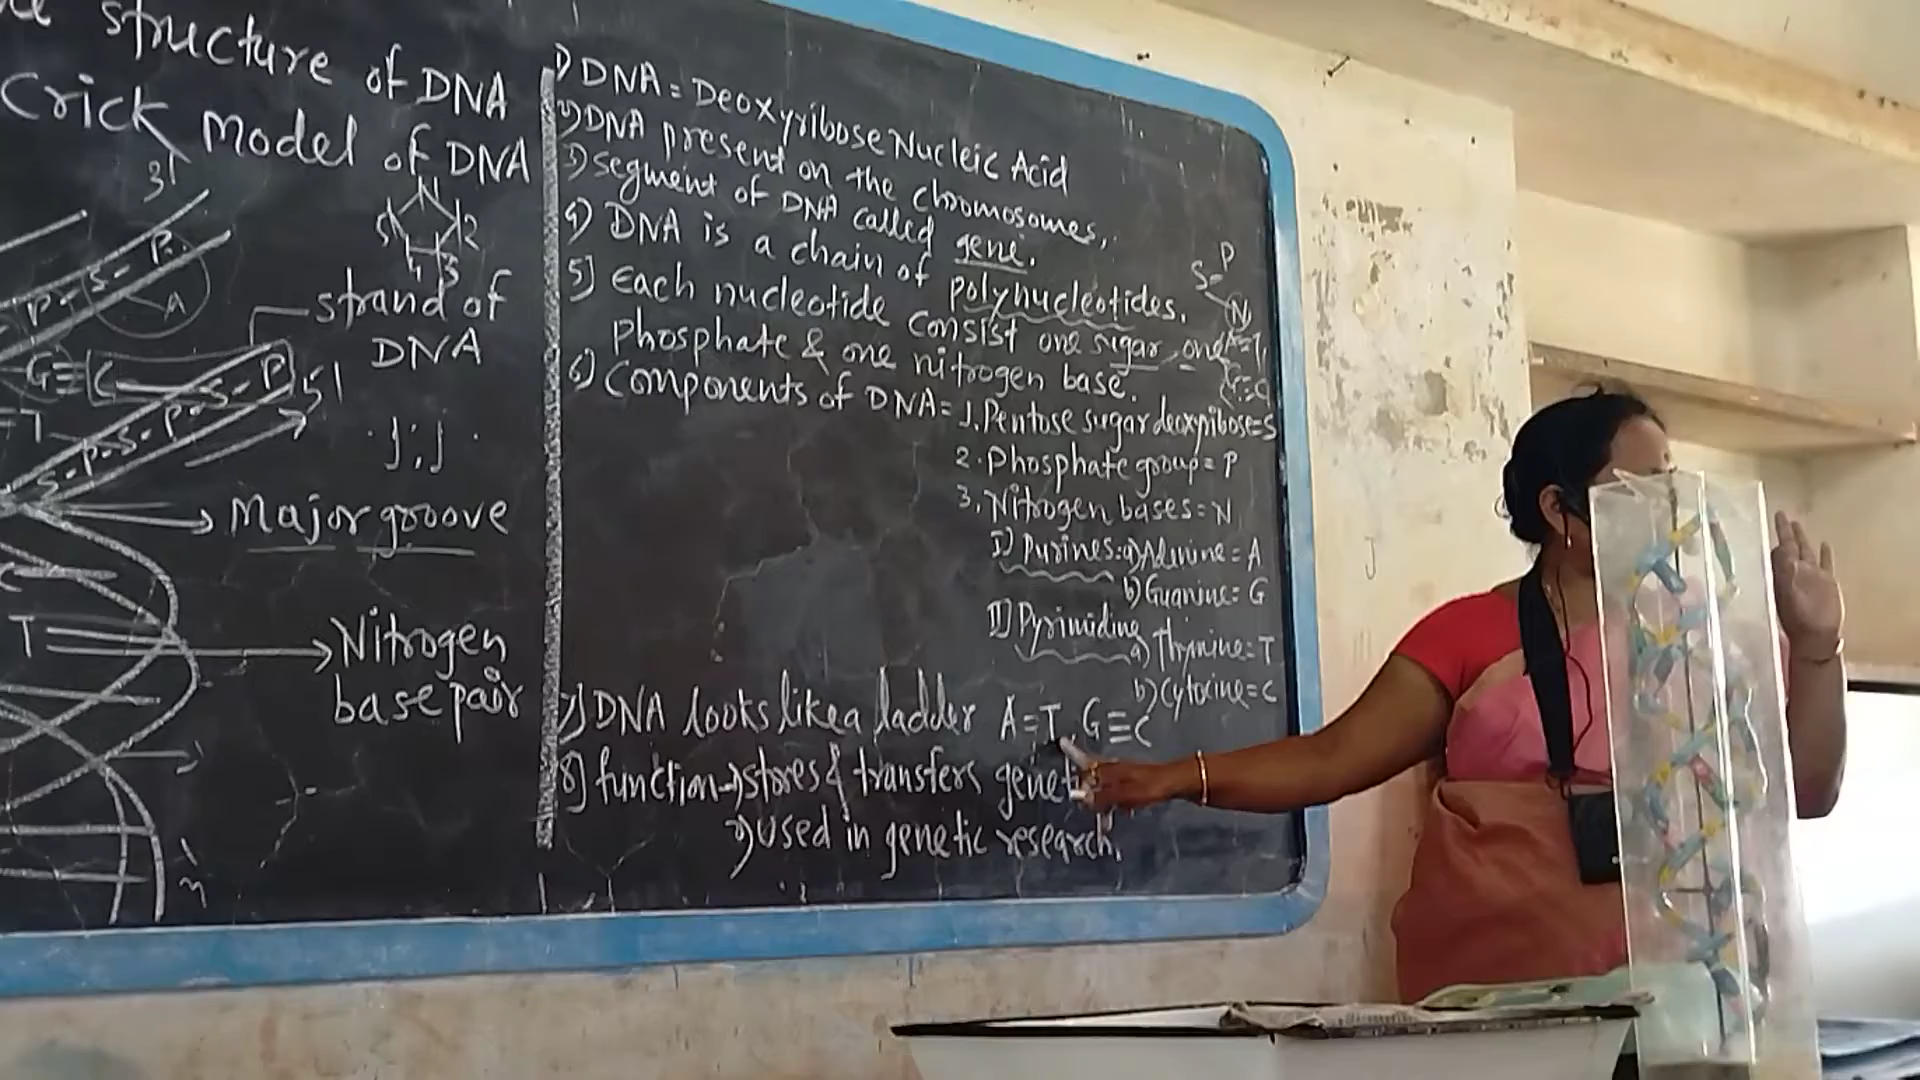 structure of DNA
Crick Model of DNA
3'
5 1 2
4 3
P-S-P.
A
strand of
DNA
G≡C-S-P
5'
S-P-S-P-S-P
Major groove
T
Nitrogen
base pair
1) DNA = Deoxyribose Nucleic Acid
2) DNA present on the chromosomes,
3) Segment of DNA called gene.
4) DNA is a chain of polynucleotides.
5] Each nucleotide consist one sugar, one
phosphate & one nitrogen base.
P
S-
N
A=T,
G≡C
6) Components of DNA = 1. Pentose sugar deoxyribose=S
2. Phosphate group = P
3. Nitrogen bases = N
I) Purines: a) Adenine = A
b) Guanine = G
II) Pyrimidine
a) Thymine = T
b) Cytocine = C
7) DNA looks like a ladder A=T, G≡C
8] function → stores & transfers
2) used in genetic research.